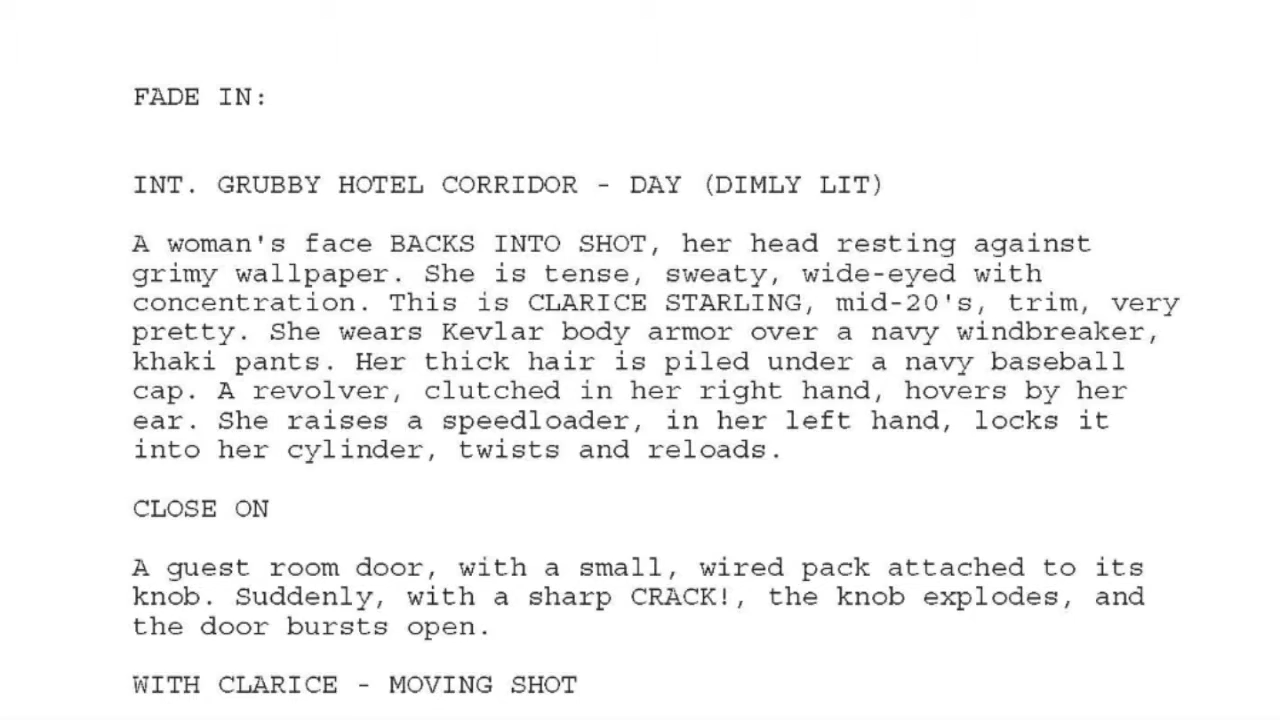 FADE IN:
INT. GRUBBY HOTEL CORRIDOR - DAY (DIMLY LIT)
A woman's face BACKS INTO SHOT, her head resting against
grimy wallpaper. She is tense, sweaty, wide-eyed with
concentration. This is CLARICE STARLING, mid-20's, trim, very
pretty. She wears Kevlar body armor over a navy windbreaker,
khaki pants. Her thick hair is piled under a navy baseball
cap. A revolver, clutched in her right hand, hovers by her
ear. She raises a speedloader, in her left hand, locks it
into her cylinder, twists and reloads.
CLOSE ON
A guest room door, with a small, wired pack attached to its
knob. Suddenly, with a sharp CRACK!, the knob explodes, and
the door bursts open.
WITH CLARICE - MOVING SHOT